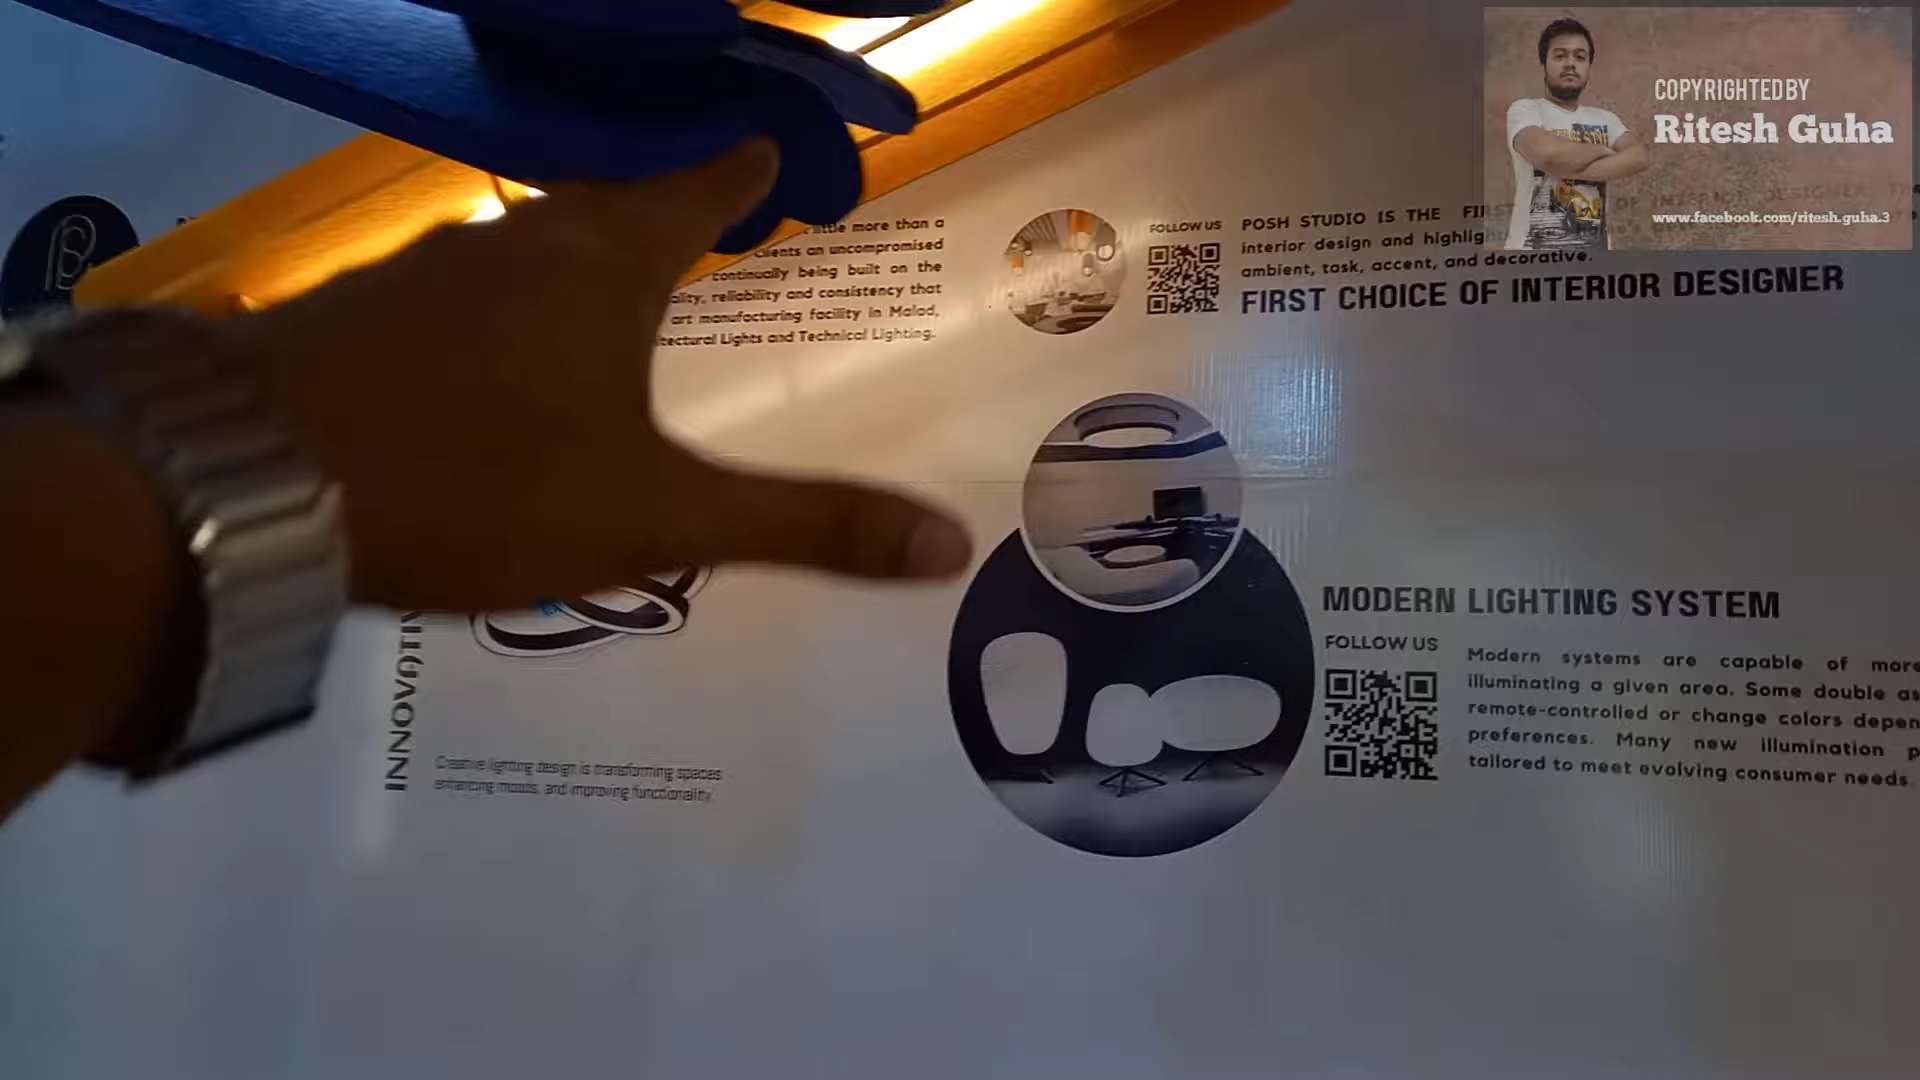 COPYRIGHTED BY
Ritesh Guha
www.facebook.com/ritesh.guha.3
little more than a
clients an uncompromised
continually being built on the
reliability and consistency that
art manufacturing facility in Malad,
Lights and Technical Lighting.
FOLLOW US
POSH STUDIO IS THE FIRST OF INTERIOR DESIGNER
interior design and
ambient, task, accent, and decorative.
FIRST CHOICE OF INTERIOR DESIGNER
MODERN LIGHTING SYSTEM
FOLLOW US
Modern systems are capable of more
illuminating a given area. Some double as
remote-controlled or change colors
preferences. Many new illumination
tailored to meet evolving consumer needs.
Creative lighting design is transforming spaces
enhancing moods, and improving functionality